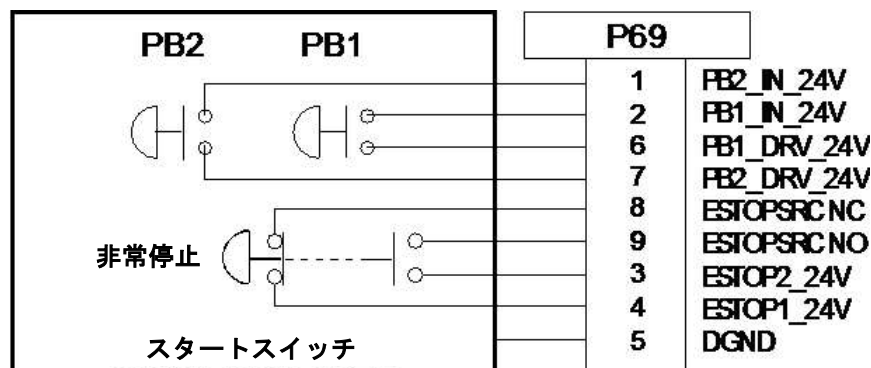 PB2 PB1 P69
1 PB2_IN_24V
2 PB1_IN_24V
6 PB1_DRV_24V
7 PB2_DRV_24V
8 ESTOPSRCNC
9 ESTOPSRCNO
非常停止
3 ESTOP2_24V
4 ESTOP1_24V
5 DGND
スタートスイッチ